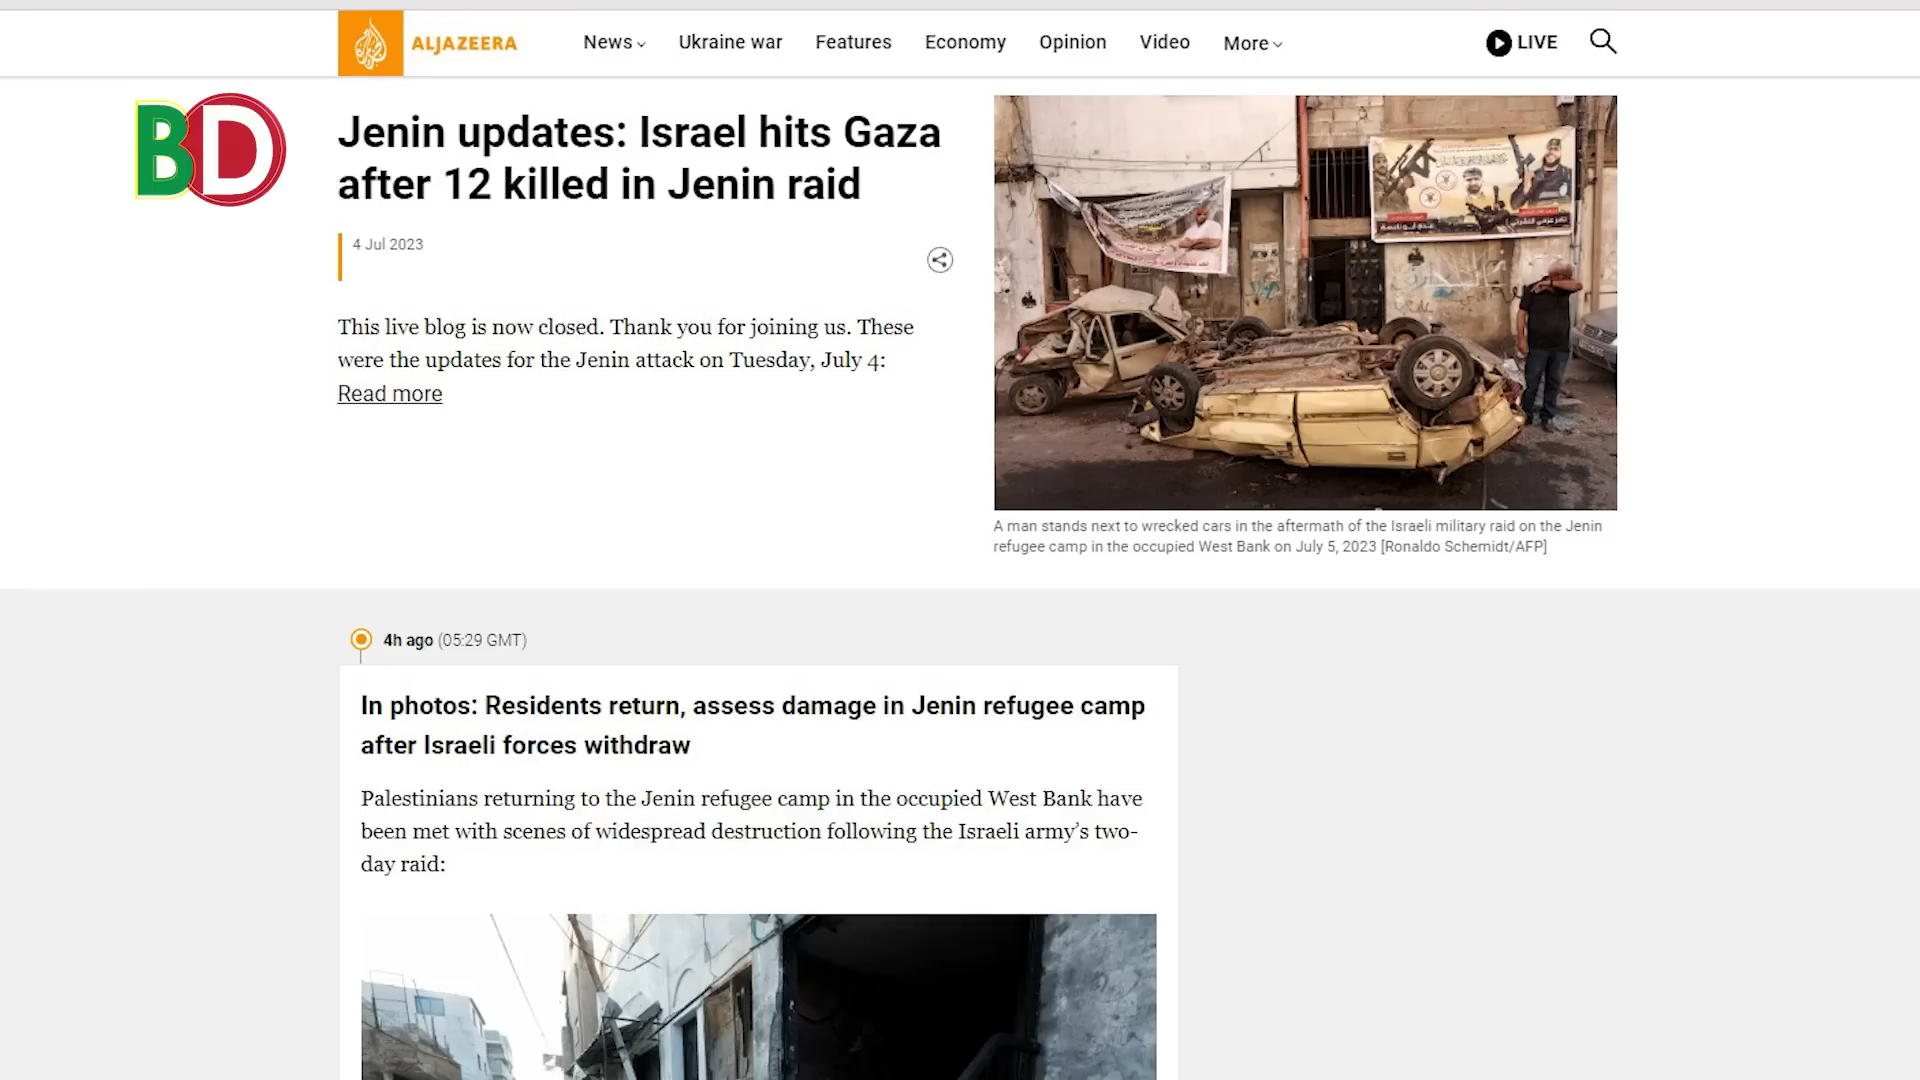 ALJAZEERA
News
Ukraine war
Features
Economy
Opinion
Video
More
LIVE
BD
Jenin updates: Israel hits Gaza
after 12 killed in Jenin raid
4 Jul 2023
This live blog is now closed. Thank you for joining us. These
were the updates for the Jenin attack on Tuesday, July 4:
Read more
A man stands next to wrecked cars in the aftermath of the Israeli military raid on the Jenin
refugee camp in the occupied West Bank on July 5, 2023 [Ronaldo Schemidt/AFP]
4h ago (05:29 GMT)
In photos: Residents return, assess damage in Jenin refugee camp
after Israeli forces withdraw
Palestinians returning to the Jenin refugee camp in the occupied West Bank have
been met with scenes of widespread destruction following the Israeli army’s two-
day raid: